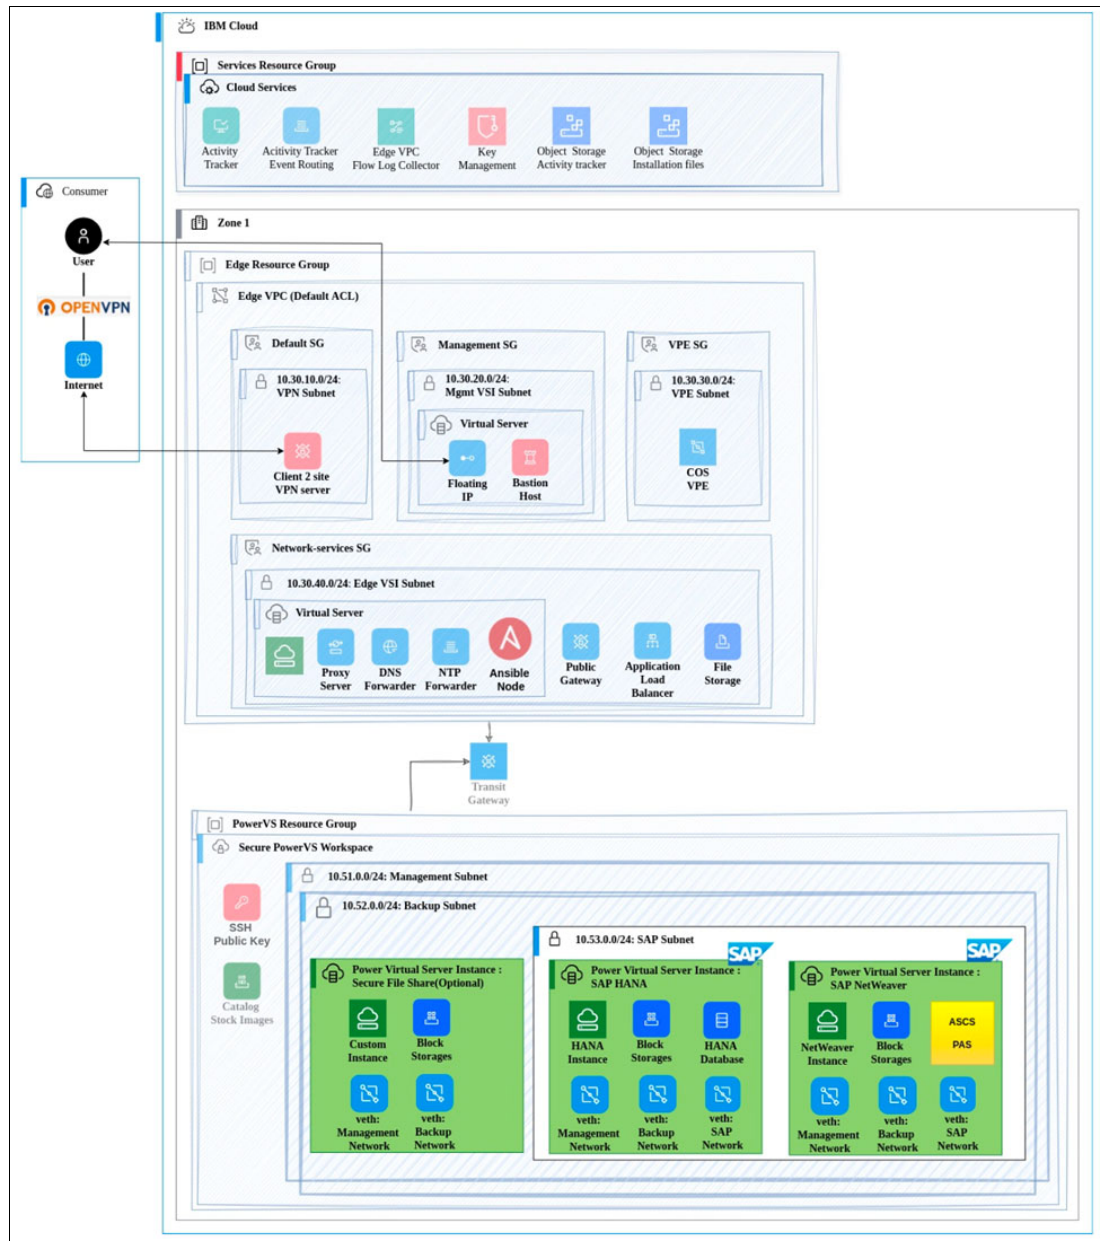 IBM Cloud
Services Resource Group
Cloud Services
Activity
Tracker
Acitivity Tracker
Event Routing
Edge VPC
Flow Log Collector
Key
Management
Object Storage
Activity tracker
Object Storage
Installation files
Consumer
User
OPENVPN
Internet
Zone 1
Edge Resource Group
Edge VPC (Default ACL)
Default SG
10.30.10.0/24:
VPN Subnet
Client 2 site
VPN server
Management SG
10.30.20.0/24:
Mgmt VSI Subnet
Virtual Server
Floating
IP
Bastion
Host
VPE SG
10.30.30.0/24:
VPE Subnet
COS
VPE
Network-services SG
10.30.40.0/24: Edge VSI Subnet
Virtual Server
Proxy
Server
DNS
Forwarder
NTP
Forwarder
Ansible
Node
Public
Gateway
Application
Load
Balancer
File
Storage
Transit
Gateway
PowerVS Resource Group
Secure PowerVS Workspace
SSH
Public Key
Catalog
Stock Images
10.51.0.0/24: Management Subnet
10.52.0.0/24: Backup Subnet
10.53.0.0/24: SAP Subnet
Power Virtual Server Instance :
Secure File Share(Optional)
Custom
Instance
Block
Storages
veth:
Management
Network
veth:
Backup
Network
SAP
Power Virtual Server Instance :
SAP HANA
HANA
Instance
Block
Storages
HANA
Database
veth:
Management
Network
veth:
Backup
Network
veth:
SAP
Network
SAP
Power Virtual Server Instance :
SAP NetWeaver
NetWeaver
Instance
Block
Storages
ASCS
PAS
veth:
Management
Network
veth:
Backup
Network
veth:
SAP
Network